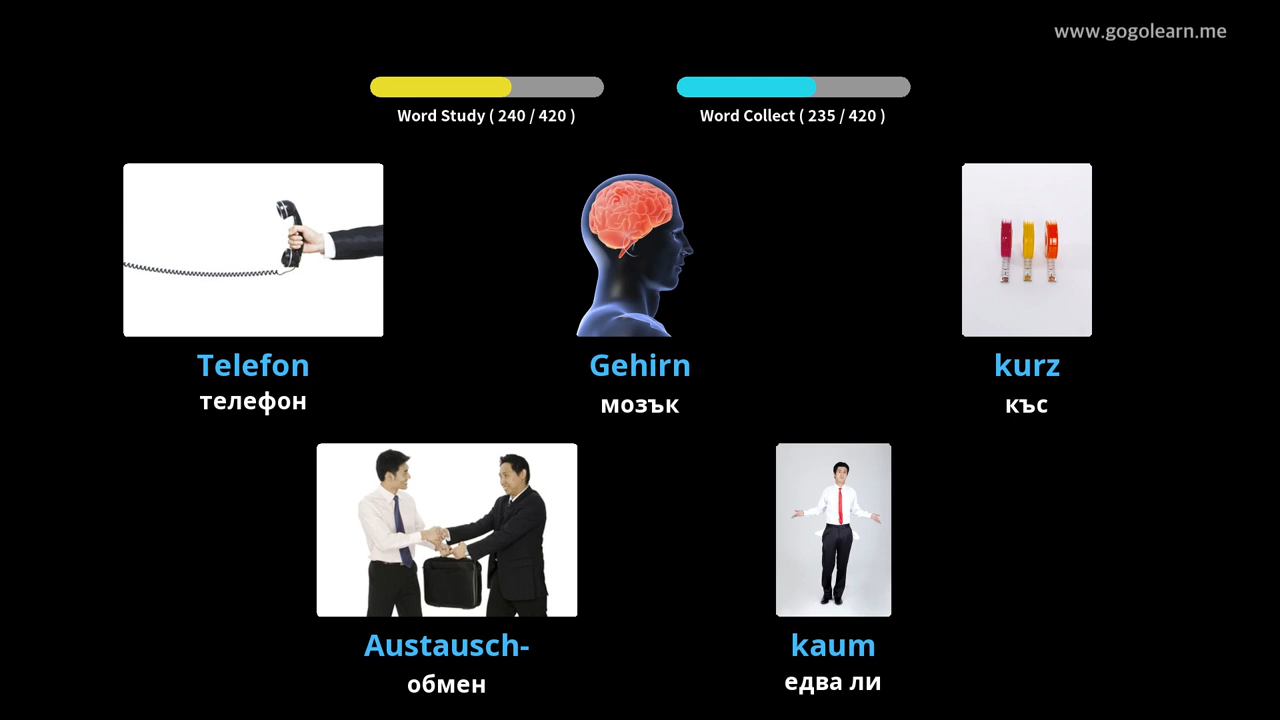 www.gogolearn.me
Word Study ( 240 / 420 )
Word Collect ( 235 / 420 )
Telefon
телефон
Gehirn
мозък
kurz
къс
Austausch-
обмен
kaum
едва ли